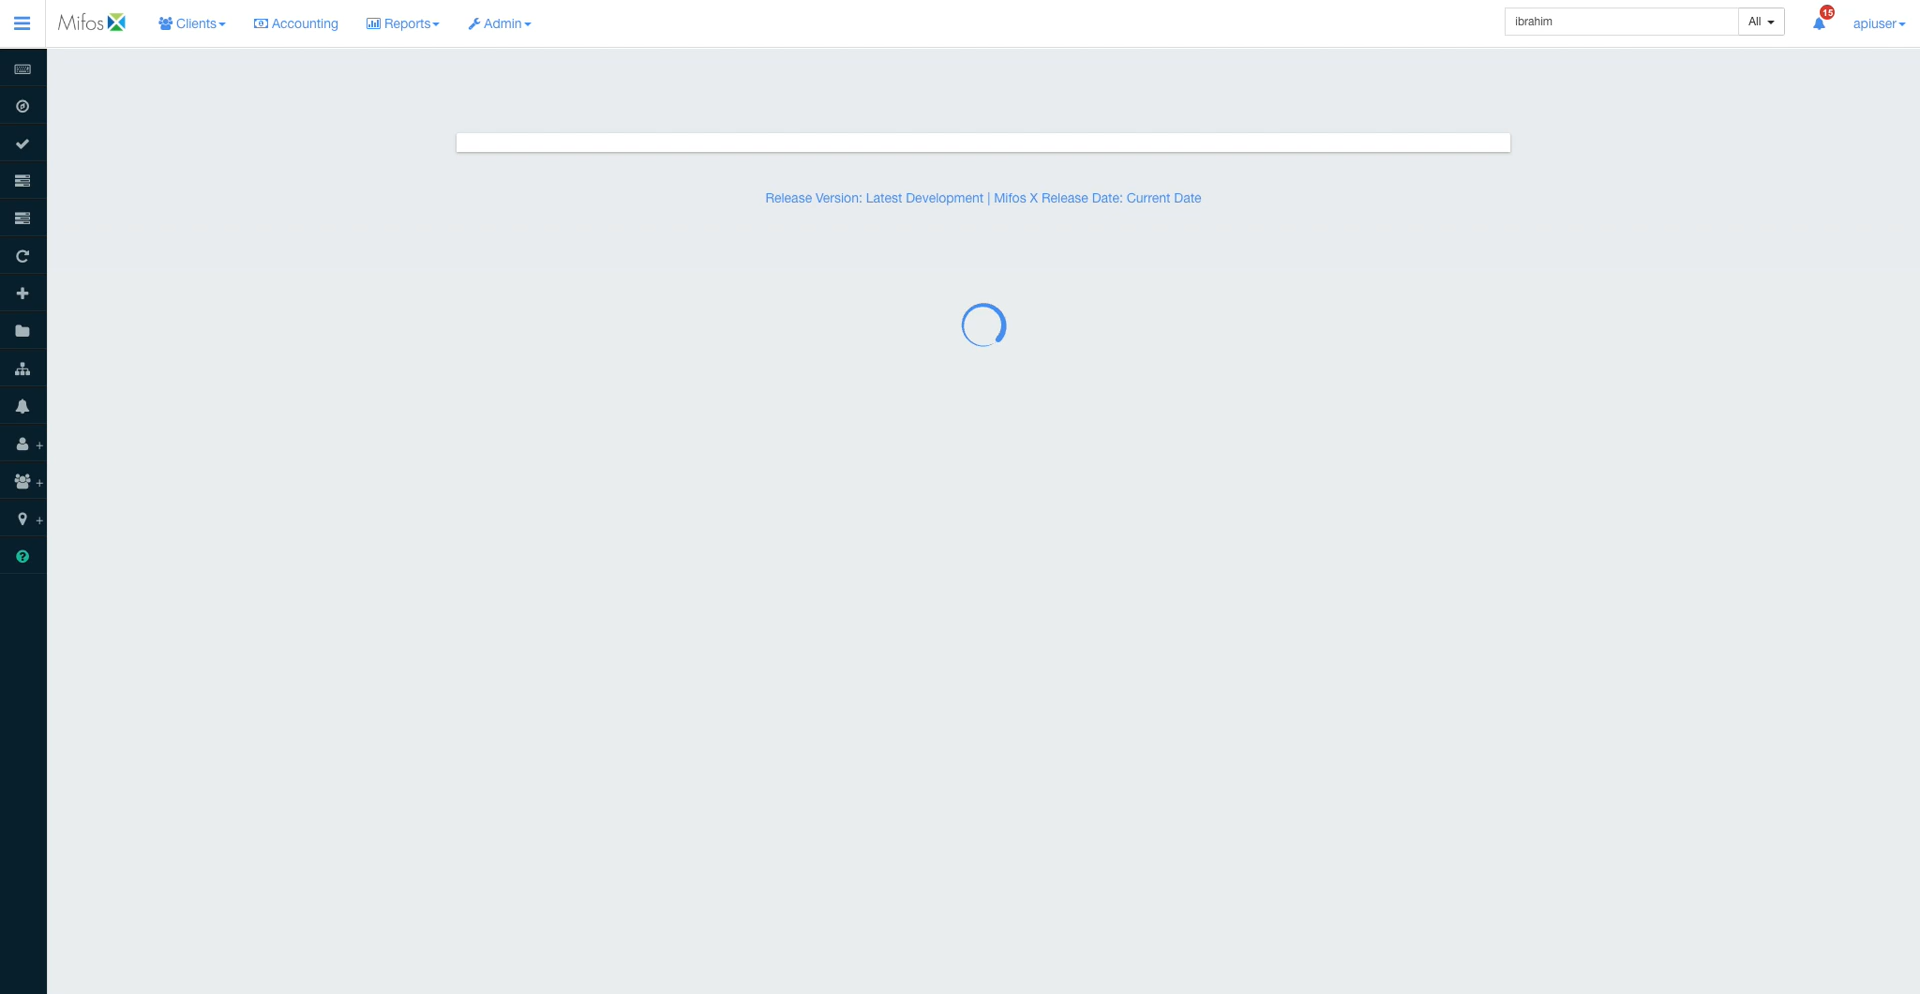 Mifos
Clients
Accounting
Reports
Admin
ibrahim
All
15
apiuser
Release Version: Latest Development | Mifos X Release Date: Current Date